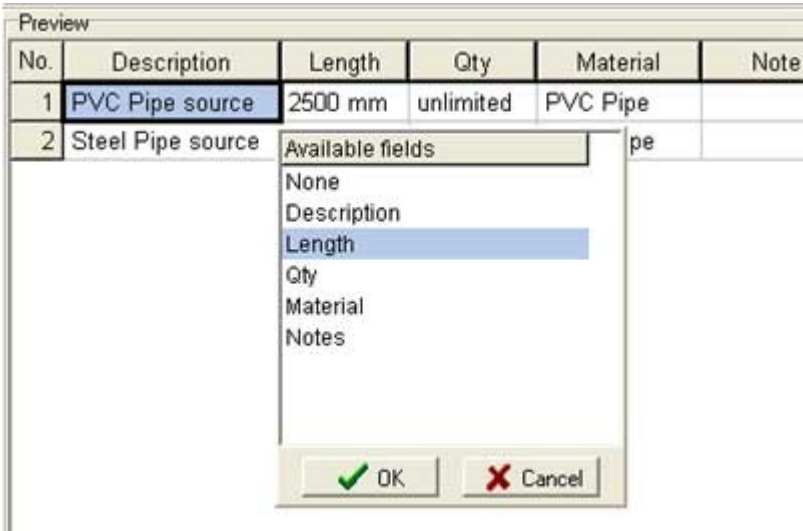 Preview
No. Description Length Qty Material Note
1 PVC Pipe source 2500 mm unlimited PVC Pipe
2 Steel Pipe source pe
Available fields
None
Description
Length
Qty
Material
Notes
OK Cancel